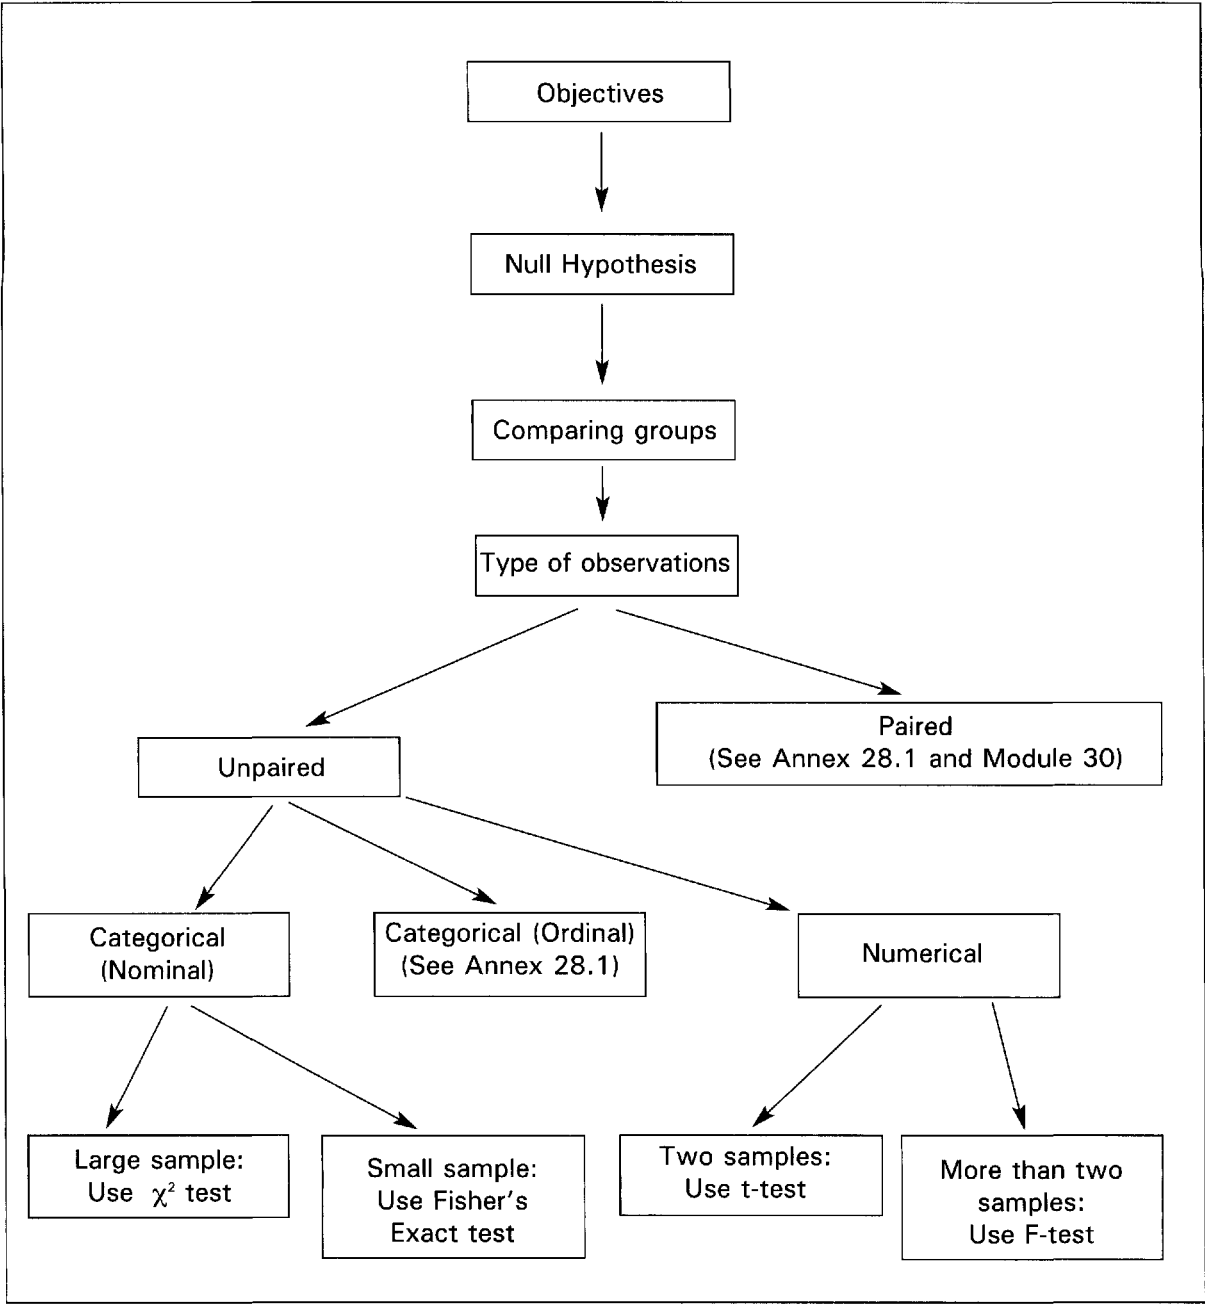 Objectives
Null Hypothesis
Comparing groups
Type of observations
Unpaired
Paired
(See Annex 28.1 and Module 30)
Categorical
(Nominal)
Categorical (Ordinal)
(See Annex 28.1)
Numerical
Large sample:
Use χ² test
Small sample:
Use Fisher's
Exact test
Two samples:
Use t-test
More than two
samples:
Use F-test